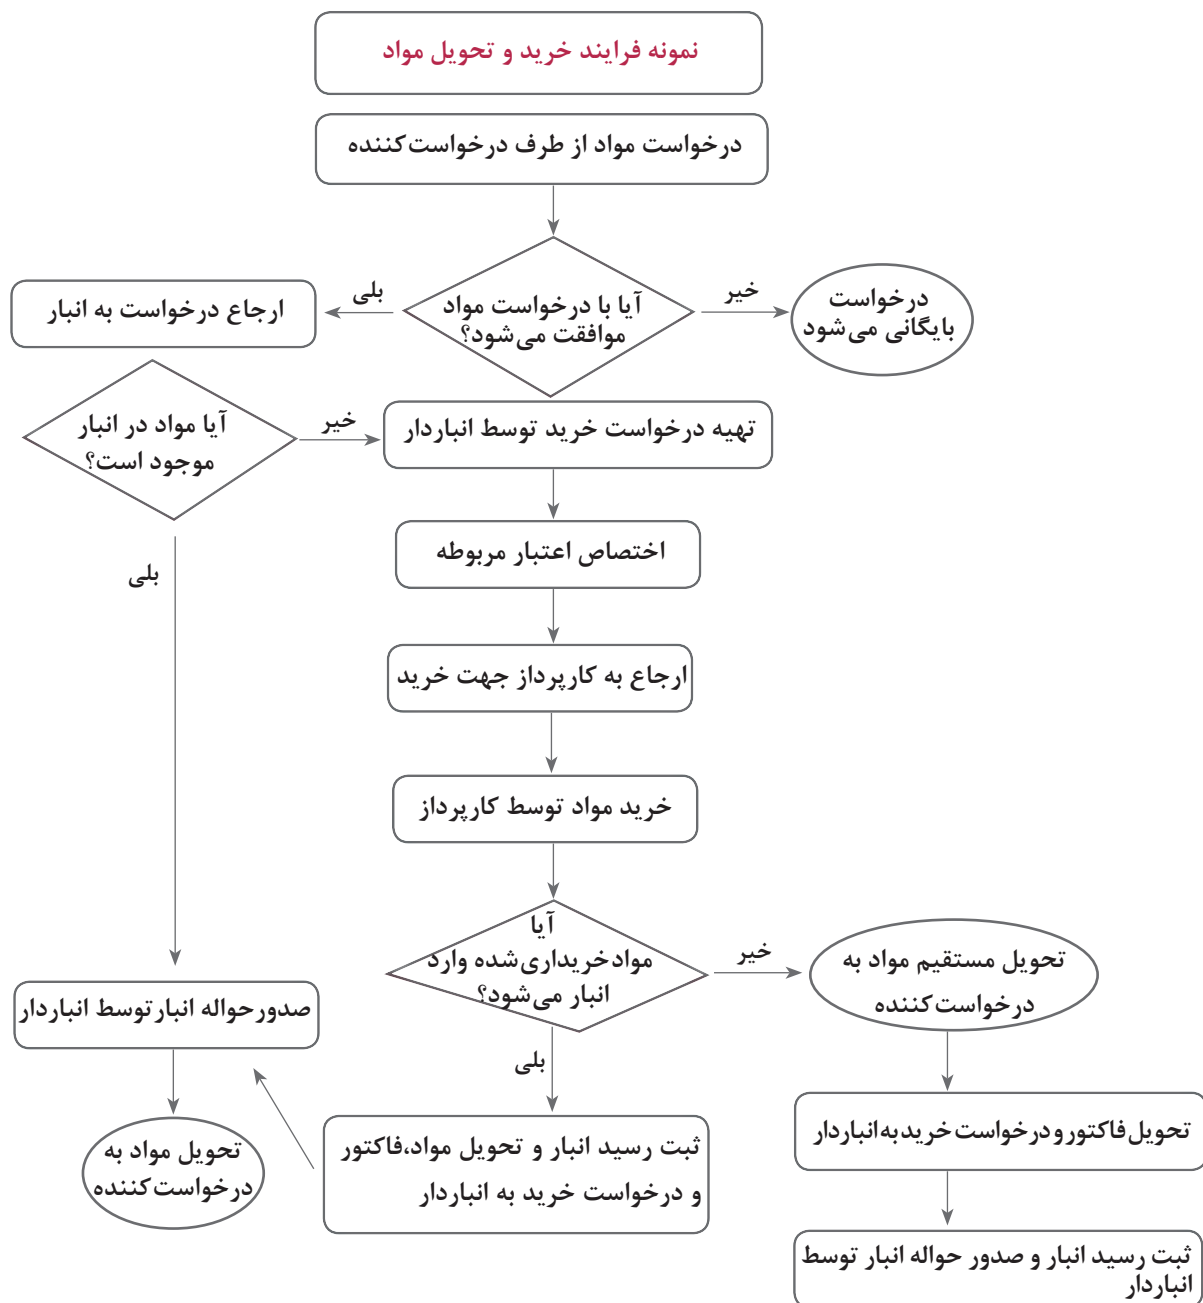 نمونه فرایند خرید و تحویل مواد
درخواست مواد از طرف درخواست‌کننده
آیا با درخواست مواد
موافقت می‌شود؟
خیر
درخواست
بایگانی می‌شود
بلی
ارجاع درخواست به انبار
آیا مواد در انبار
موجود است؟
خیر
تهیه درخواست خرید توسط انباردار
اختصاص اعتبار مربوطه
بلی
ارجاع به کارپرداز جهت خرید
خرید مواد توسط کارپرداز
آیا
مواد خریداری‌شده وارد
انبار می‌شود؟
خیر
تحویل مستقیم مواد به
درخواست‌کننده
بلی
صدور حواله انبار توسط انباردار
تحویل مواد به
درخواست‌کننده
ثبت رسید انبار و تحویل مواد،فاکتور
و درخواست خرید به انباردار
تحویل فاکتور و درخواست خرید به انباردار
ثبت رسید انبار و صدور حواله انبار توسط
انباردار